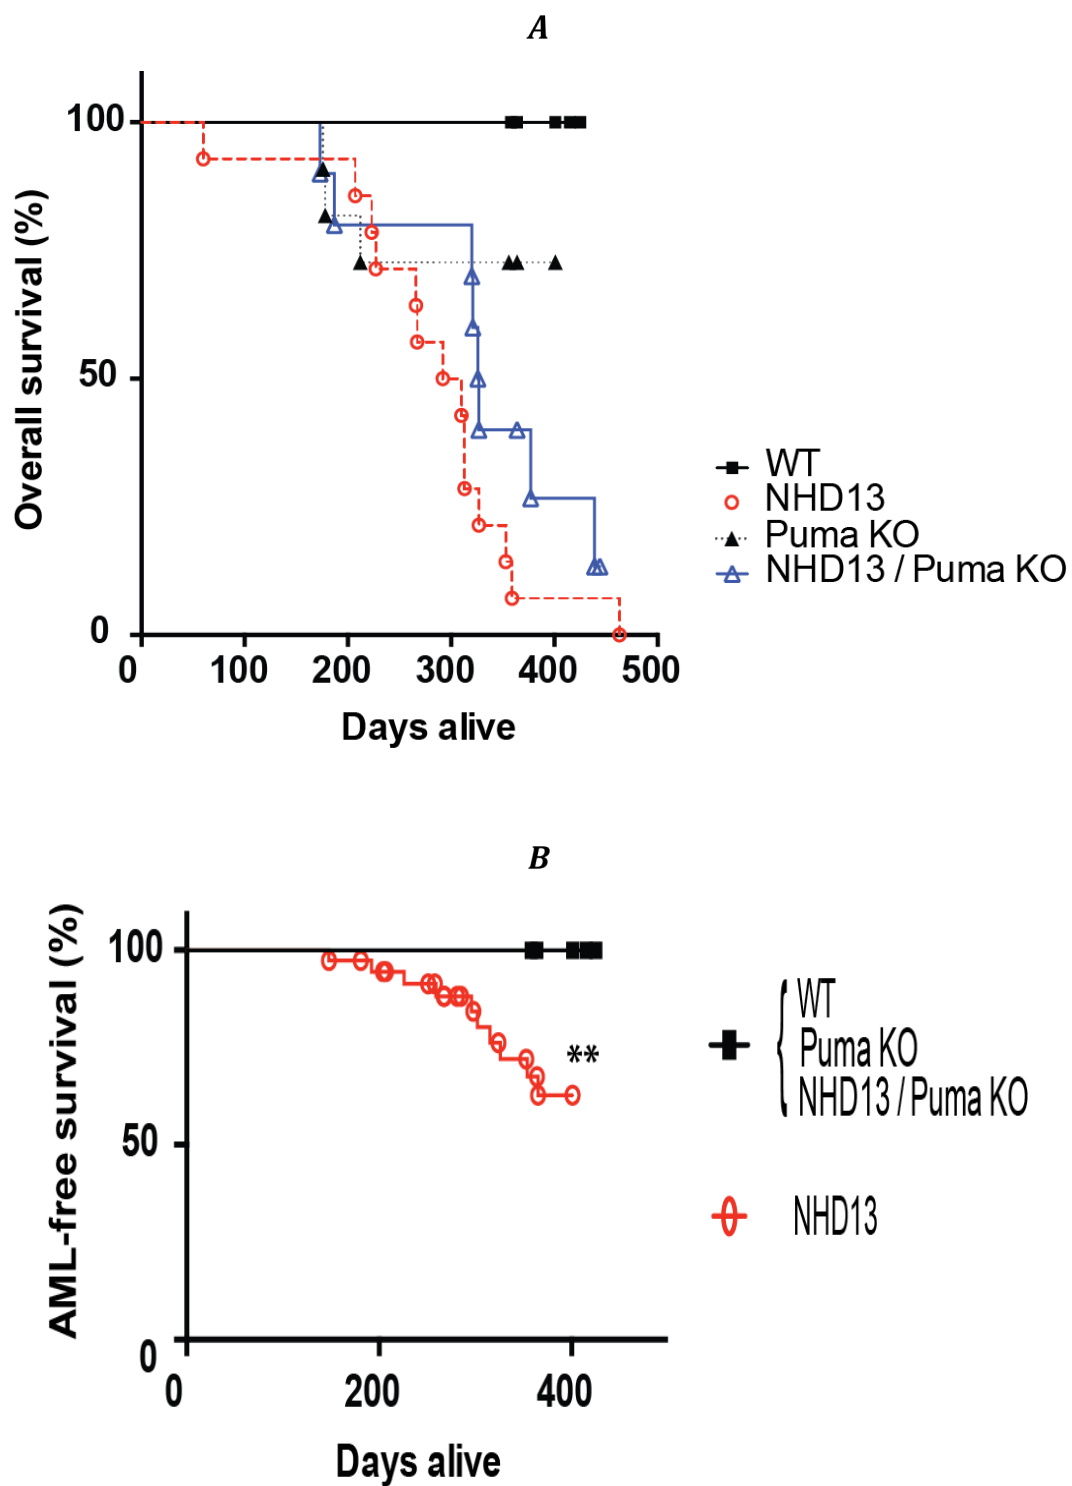 A
Overall survival (%)
100
50
0
0 100 200 300 400 500
Days alive
WT
NHD13
Puma KO
NHD13 / Puma KO
B
AML-free survival (%)
100
50
0
**
0 200 400
Days alive
WT
Puma KO
NHD13 / Puma KO
NHD13